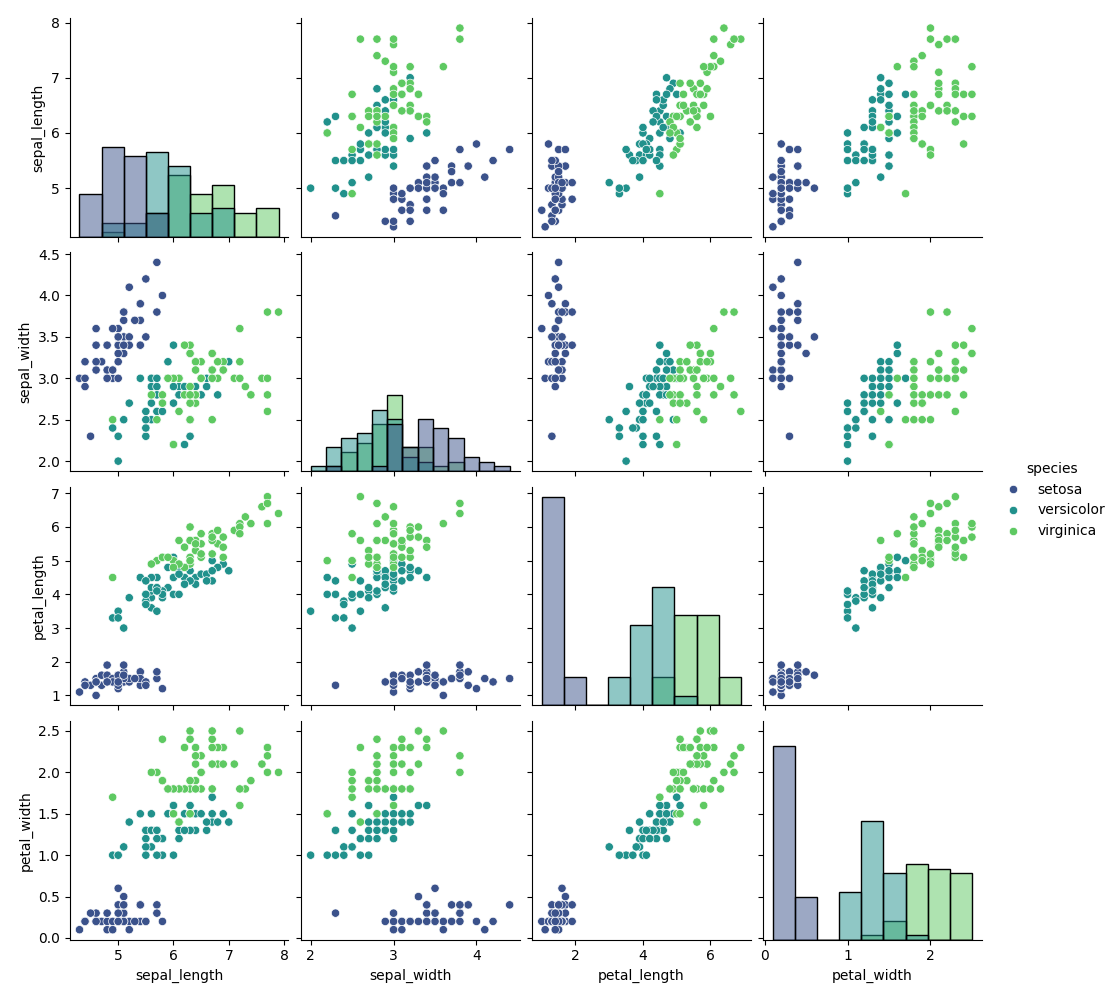 8
7
6
5
sepal_length
4.5
4.0
3.5
3.0
2.5
2.0
sepal_width
7
6
5
4
3
2
1
petal_length
2.5
2.0
1.5
1.0
0.5
0.0
petal_width
5 6 7 8
sepal_length
2 3 4
sepal_width
2 4 6
petal_length
0 1 2
petal_width
species
setosa
versicolor
virginica